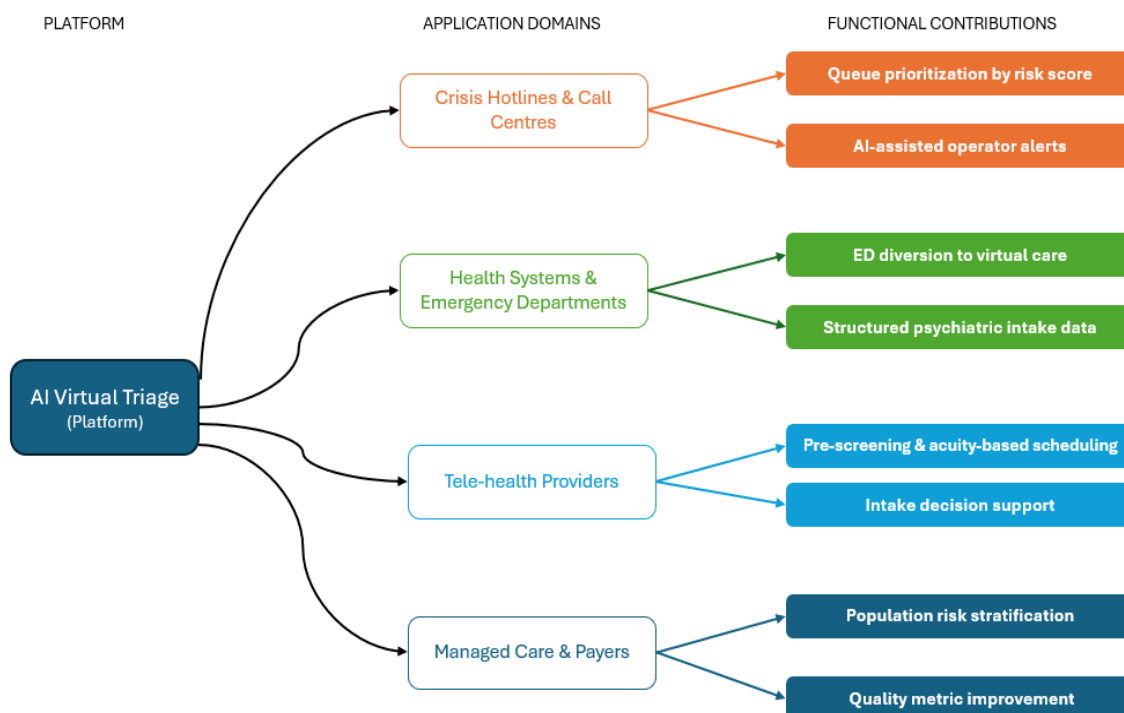 PLATFORM
APPLICATION DOMAINS
FUNCTIONAL CONTRIBUTIONS
Queue prioritization by risk score
Crisis Hotlines & Call
Centres
AI-assisted operator alerts
ED diversion to virtual care
Health Systems &
Emergency Departments
Structured psychiatric intake data
AI Virtual Triage
(Platform)
Pre-screening & acuity-based scheduling
Tele-health Providers
Intake decision support
Population risk stratification
Managed Care & Payers
Quality metric improvement